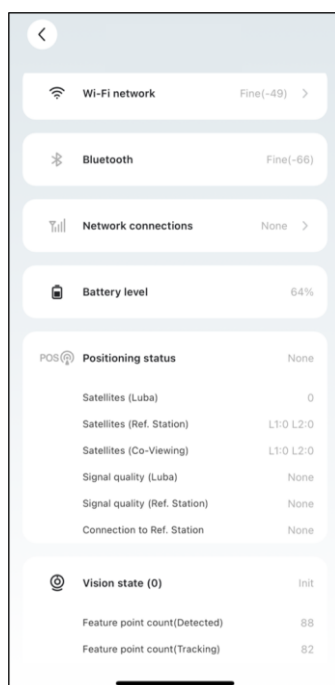 Wi-Fi network Fine(-49)
Bluetooth Fine(-66)
Network connections None
Battery level 64%
POS Positioning status None
Satellites (Luba) 0
Satellites (Ref. Station) L1:0 L2:0
Satellites (Co-Viewing) L1:0 L2:0
Signal quality (Luba) None
Signal quality (Ref. Station) None
Connection to Ref. Station None
Vision state (0) Init
Feature point count(Detected) 88
Feature point count(Tracking) 82